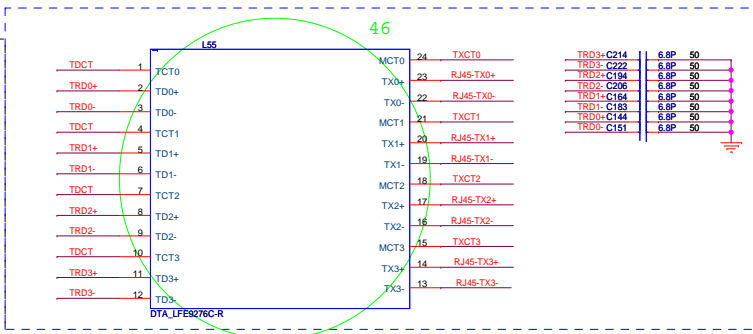 46
L55
TDCT 1 TCT0 MCT0 24 TXCT0
TRD0+ 2 TD0+ TX0+ 23 RJ45-TX0+
TRD0- 3 TD0- TX0- 22 RJ45-TX0-
TDCT 4 TCT1 MCT1 21 TXCT1
TRD1+ 5 TD1+ TX1+ 20 RJ45-TX1+
TRD1- 6 TD1- TX1- 19 RJ45-TX1-
TDCT 7 TCT2 MCT2 18 TXCT2
TRD2+ 8 TD2+ TX2+ 17 RJ45-TX2+
TRD2- 9 TD2- TX2- 16 RJ45-TX2-
TDCT 10 TCT3 MCT3 15 TXCT3
TRD3+ 11 TD3+ TX3+ 14 RJ45-TX3+
TRD3- 12 TD3- TX3- 13 RJ45-TX3-
DTA_LFE9276C-R
TRD3+ C214 6.8P 50
TRD3- C222 6.8P 50
TRD2+ C194 6.8P 50
TRD2- C206 6.8P 50
TRD1+ C164 6.8P 50
TRD1- C183 6.8P 50
TRD0+ C144 6.8P 50
TRD0- C151 6.8P 50